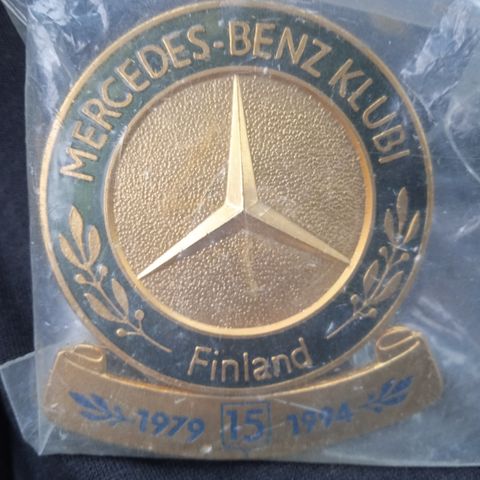 MERCEDES-BENZ KLUBI
Finland
1979 15 1994